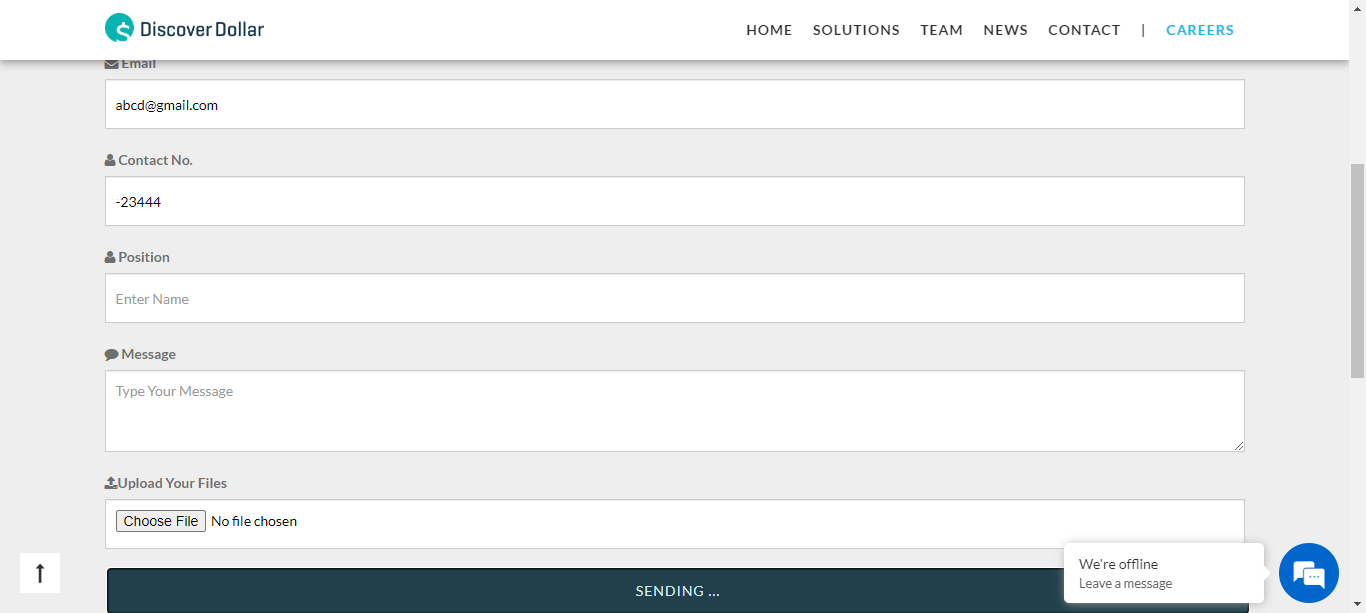 Discover Dollar
HOME SOLUTIONS TEAM NEWS CONTACT | CAREERS
Email
abcd@gmail.com
Contact No.
-23444
Position
Enter Name
Message
Type Your Message
Upload Your Files
Choose File No file chosen
We're offline
Leave a message
SENDING ...